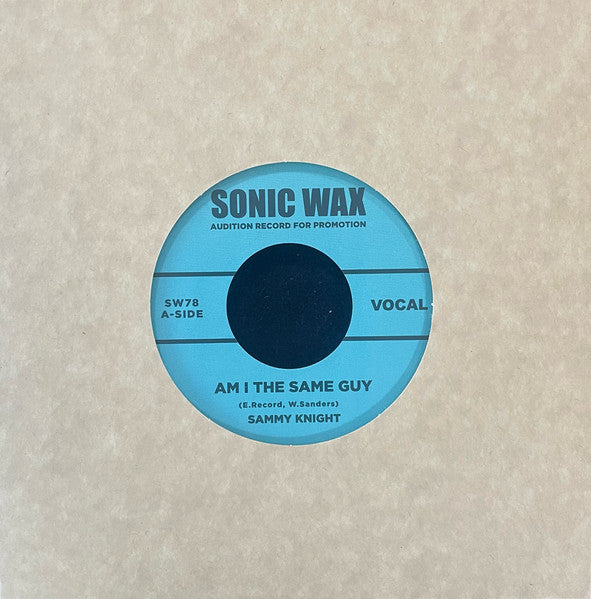 SONIC WAX
AUDITION RECORD FOR PROMOTION
SW78
A-SIDE
VOCAL
AM I THE SAME GUY
(E.Record, W.Sanders)
SAMMY KNIGHT